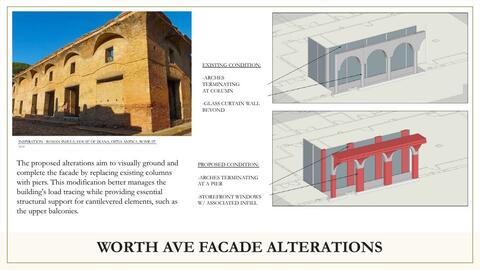 EXISTING CONDITION:
-ARCHES
TERMINATING
AT COLUMN
-GLASS CURTAIN WALL
BEYOND
INSPIRATION - ROMAN INSULA: HOUSE OF DIANA, OSTIA ANTICA, ROME IT
The proposed alterations aim to visually ground and
complete the facade by replacing existing columns
with piers. This modification better manages the
building's load tracing while providing essential
structural support for cantilevered elements, such as
the upper balconies.
PROPOSED CONDITION:
-ARCHES TERMINATING
AT A PIER
-STOREFRONT WINDOWS
W/ ASSOCIATED INFILL
WORTH AVE FACADE ALTERATIONS